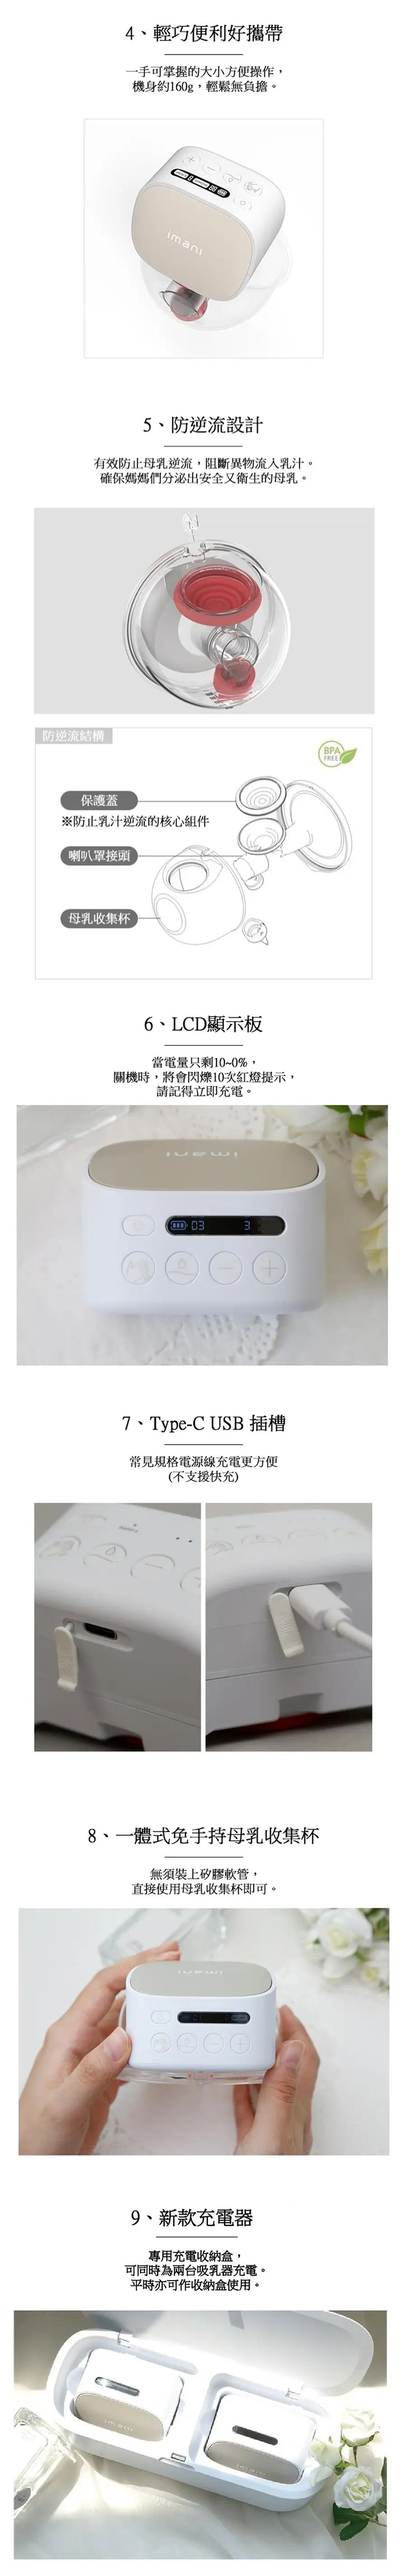 4、輕巧便利好攜帶
一手可掌握的大小方便操作，
機身約160g，輕鬆無負擔。
imani
5、防逆流設計
有效防止母乳逆流，阻斷異物流入乳汁。
確保媽媽們分泌出安全又衛生的母乳。
防逆流結構
BPA
FREE
保護蓋
※防止乳汁逆流的核心組件
喇叭罩接頭
母乳收集杯
6、LCD顯示板
當電量只剩10~0%，
關機時，將會閃爍10次紅燈提示，
請記得立即充電。
imani
03 3
7、Type-C USB 插槽
常見規格電源線充電更方便
(不支援快充)
8、一體式免手持母乳收集杯
無須裝上矽膠軟管，
直接使用母乳收集杯即可。
imani
9、新款充電器
專用充電收納盒，
可同時為兩台吸乳器充電。
平時亦可作收納盒使用。
imani
imani